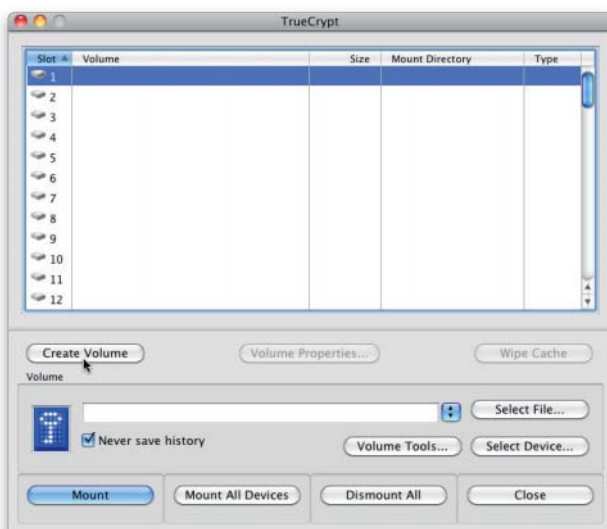 TrueCrypt
Slot Volume Size Mount Directory Type
1
2
3
4
5
6
7
8
9
10
11
12
Create Volume Volume Properties... Wipe Cache
Volume
Select File...
Never save history
Volume Tools... Select Device...
Mount Mount All Devices Dismount All Close